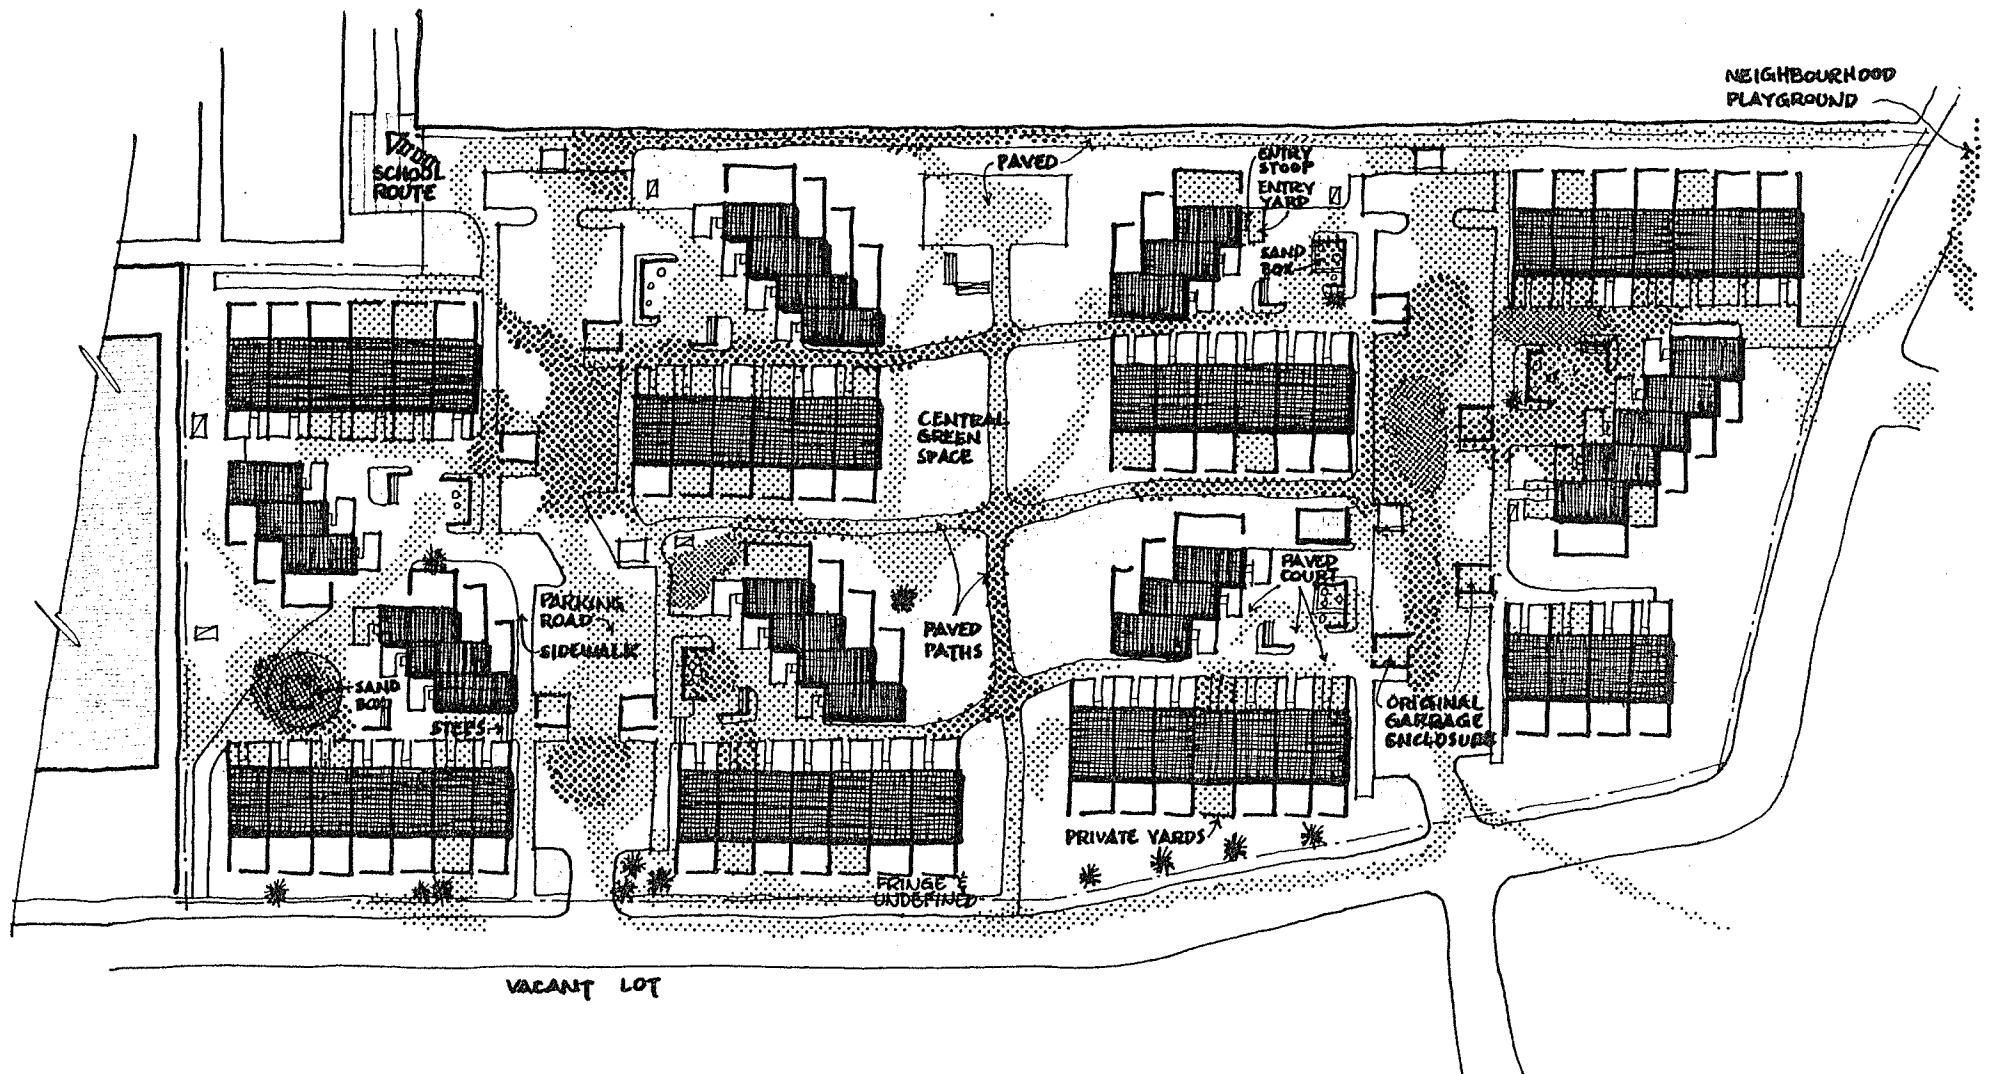 NEIGHBOURHOOD
PLAYGROUND
SCHOOL
ROUTE
PAVED
ENTRY
STOOP
ENTRY
YARD
SAND
BOX
CENTRAL
GREEN
SPACE
PARKING
ROAD
SIDEWALK
PAVED
PATHS
PAVED
COURT
SAND
BOX
STEPS
ORIGINAL
GARBAGE
ENCLOSURE
PRIVATE YARDS
FRINGE &
UNDEFINED
VACANT LOT